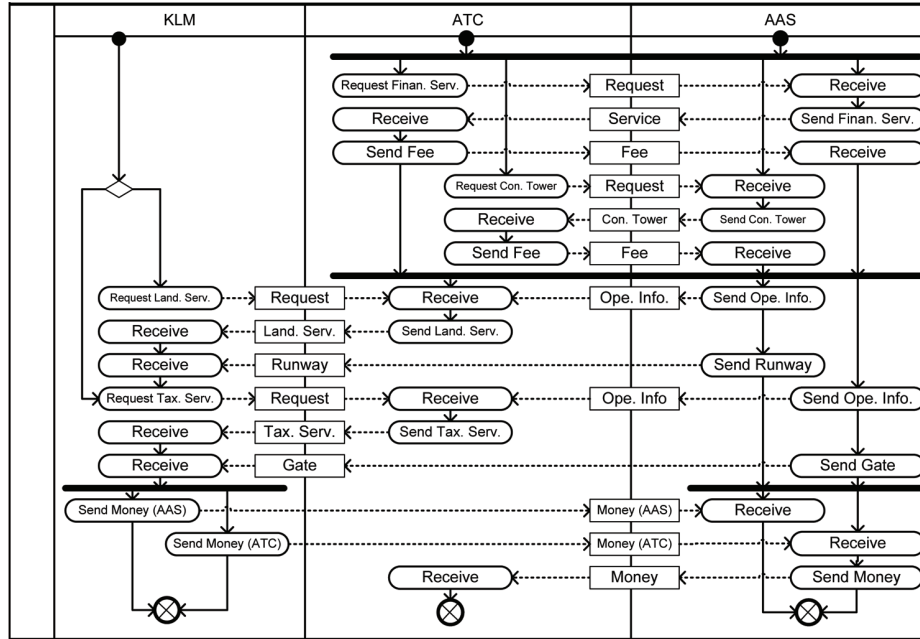 KLM ATC AAS
Request Finan. Serv. Request Receive
Receive Service Send Finan. Serv.
Send Fee Fee Receive
Request Con. Tower Request Receive
Receive Con. Tower Send Con. Tower
Send Fee Fee Receive
Request Land. Serv. Request Receive Ope. Info. Send Ope. Info.
Receive Land. Serv. Send Land. Serv.
Receive Runway Send Runway
Request Tax. Serv. Request Receive Ope. Info Send Ope. Info.
Receive Tax. Serv. Send Tax. Serv.
Receive Gate Send Gate
Send Money (AAS) Money (AAS) Receive
Send Money (ATC) Money (ATC) Receive
Receive Money Send Money